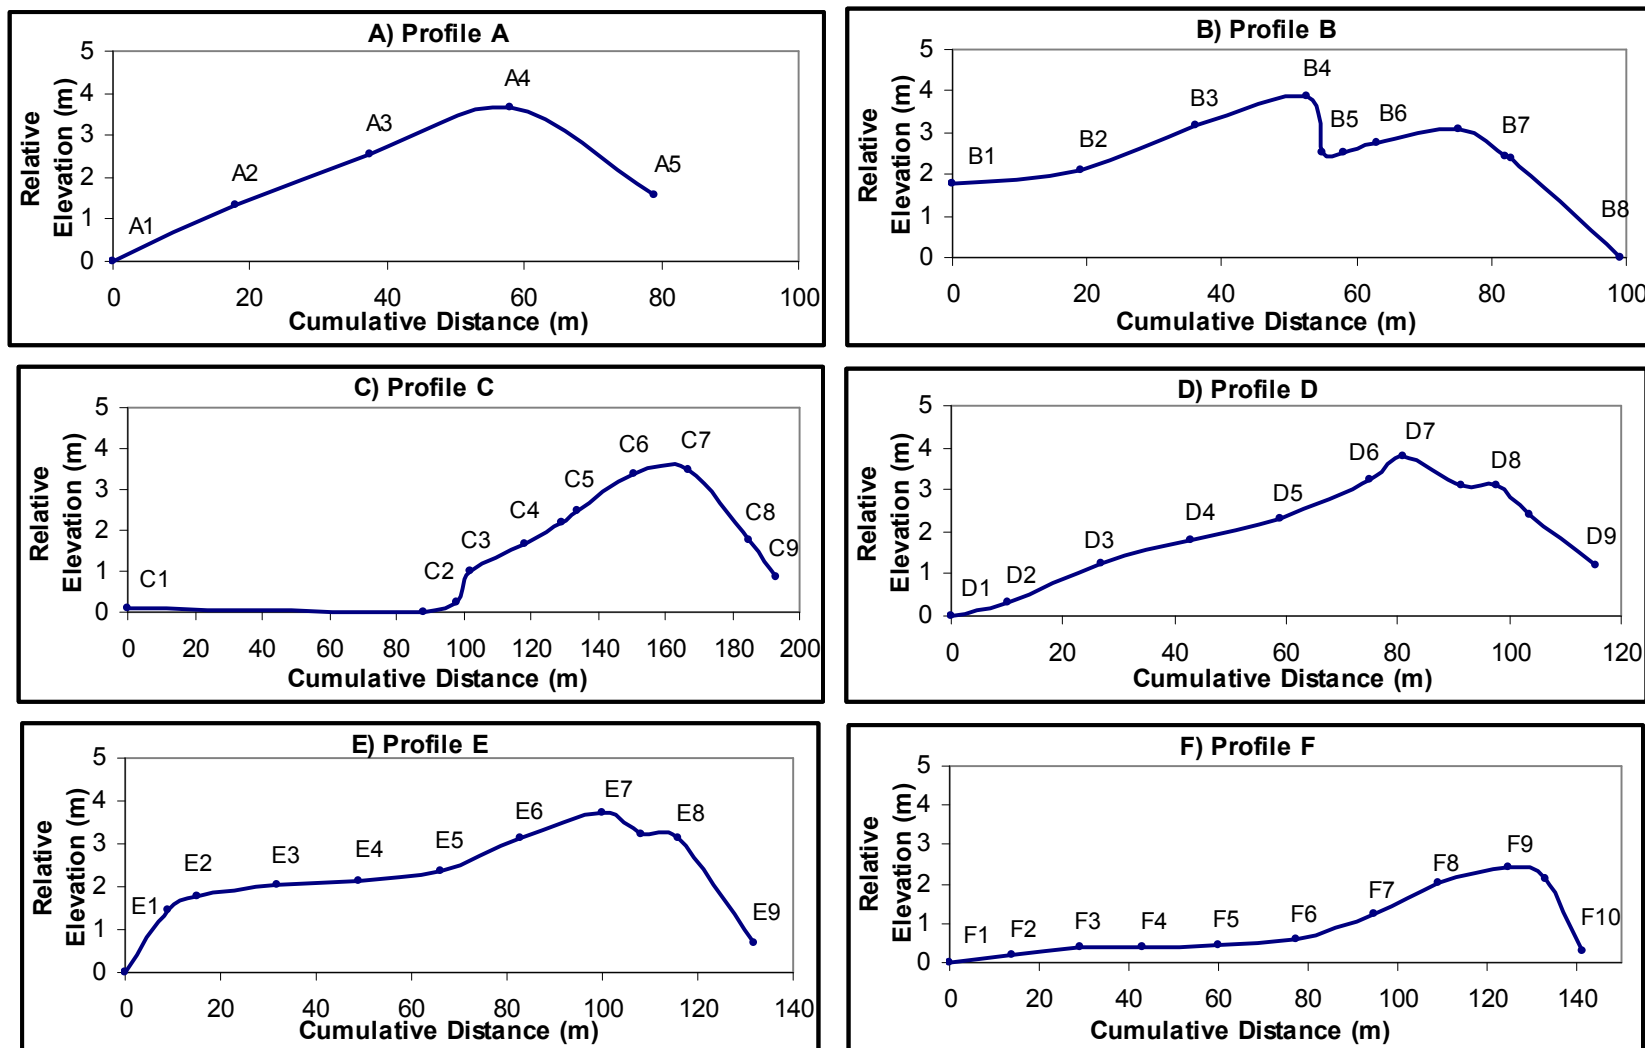 A) Profile A
Relative
Elevation (m)
5
4
3
2
1
0
A1
A2
A3
A4
A5
0 20 40 60 80 100
Cumulative Distance (m)
B) Profile B
Relative
Elevation (m)
5
4
3
2
1
0
B1
B2
B3
B4
B5
B6
B7
B8
0 20 40 60 80 100
Cumulative Distance (m)
C) Profile C
Relative
Elevation (m)
5
4
3
2
1
0
C1
C2
C3
C4
C5
C6
C7
C8
C9
0 20 40 60 80 100 120 140 160 180 200
Cumulative Distance (m)
D) Profile D
Relative
Elevation (m)
5
4
3
2
1
0
D1
D2
D3
D4
D5
D6
D7
D8
D9
0 20 40 60 80 100 120
Cumulative Distance (m)
E) Profile E
Relative
Elevation (m)
5
4
3
2
1
0
E1
E2
E3
E4
E5
E6
E7
E8
E9
0 20 40 60 80 100 120 140
Cumulative Distance (m)
F) Profile F
Relative
Elevation (m)
5
4
3
2
1
0
F1
F2
F3
F4
F5
F6
F7
F8
F9
F10
0 20 40 60 80 100 120 140
Cumulative Distance (m)